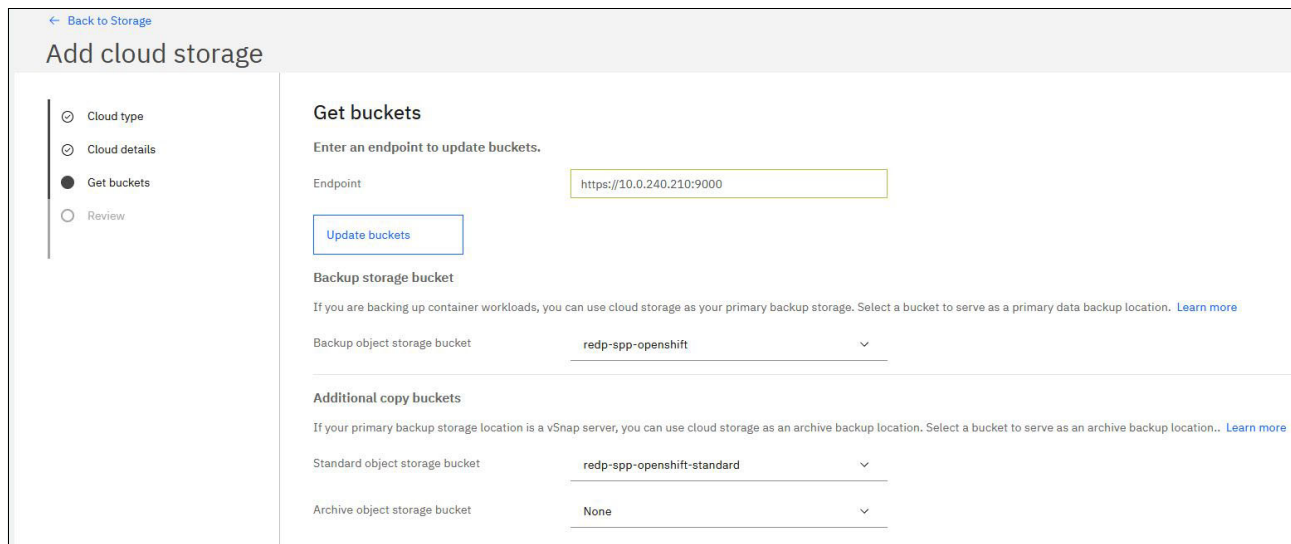 ← Back to Storage
Add cloud storage
Cloud type
Cloud details
Get buckets
Review
Get buckets
Enter an endpoint to update buckets.
Endpoint
https://10.0.240.210:9000
Update buckets
Backup storage bucket
If you are backing up container workloads, you can use cloud storage as your primary backup storage. Select a bucket to serve as a primary data backup location. Learn more
Backup object storage bucket
redp-spp-openshift
Additional copy buckets
If your primary backup storage location is a vSnap server, you can use cloud storage as an archive backup location. Select a bucket to serve as an archive backup location.. Learn more
Standard object storage bucket
redp-spp-openshift-standard
Archive object storage bucket
None